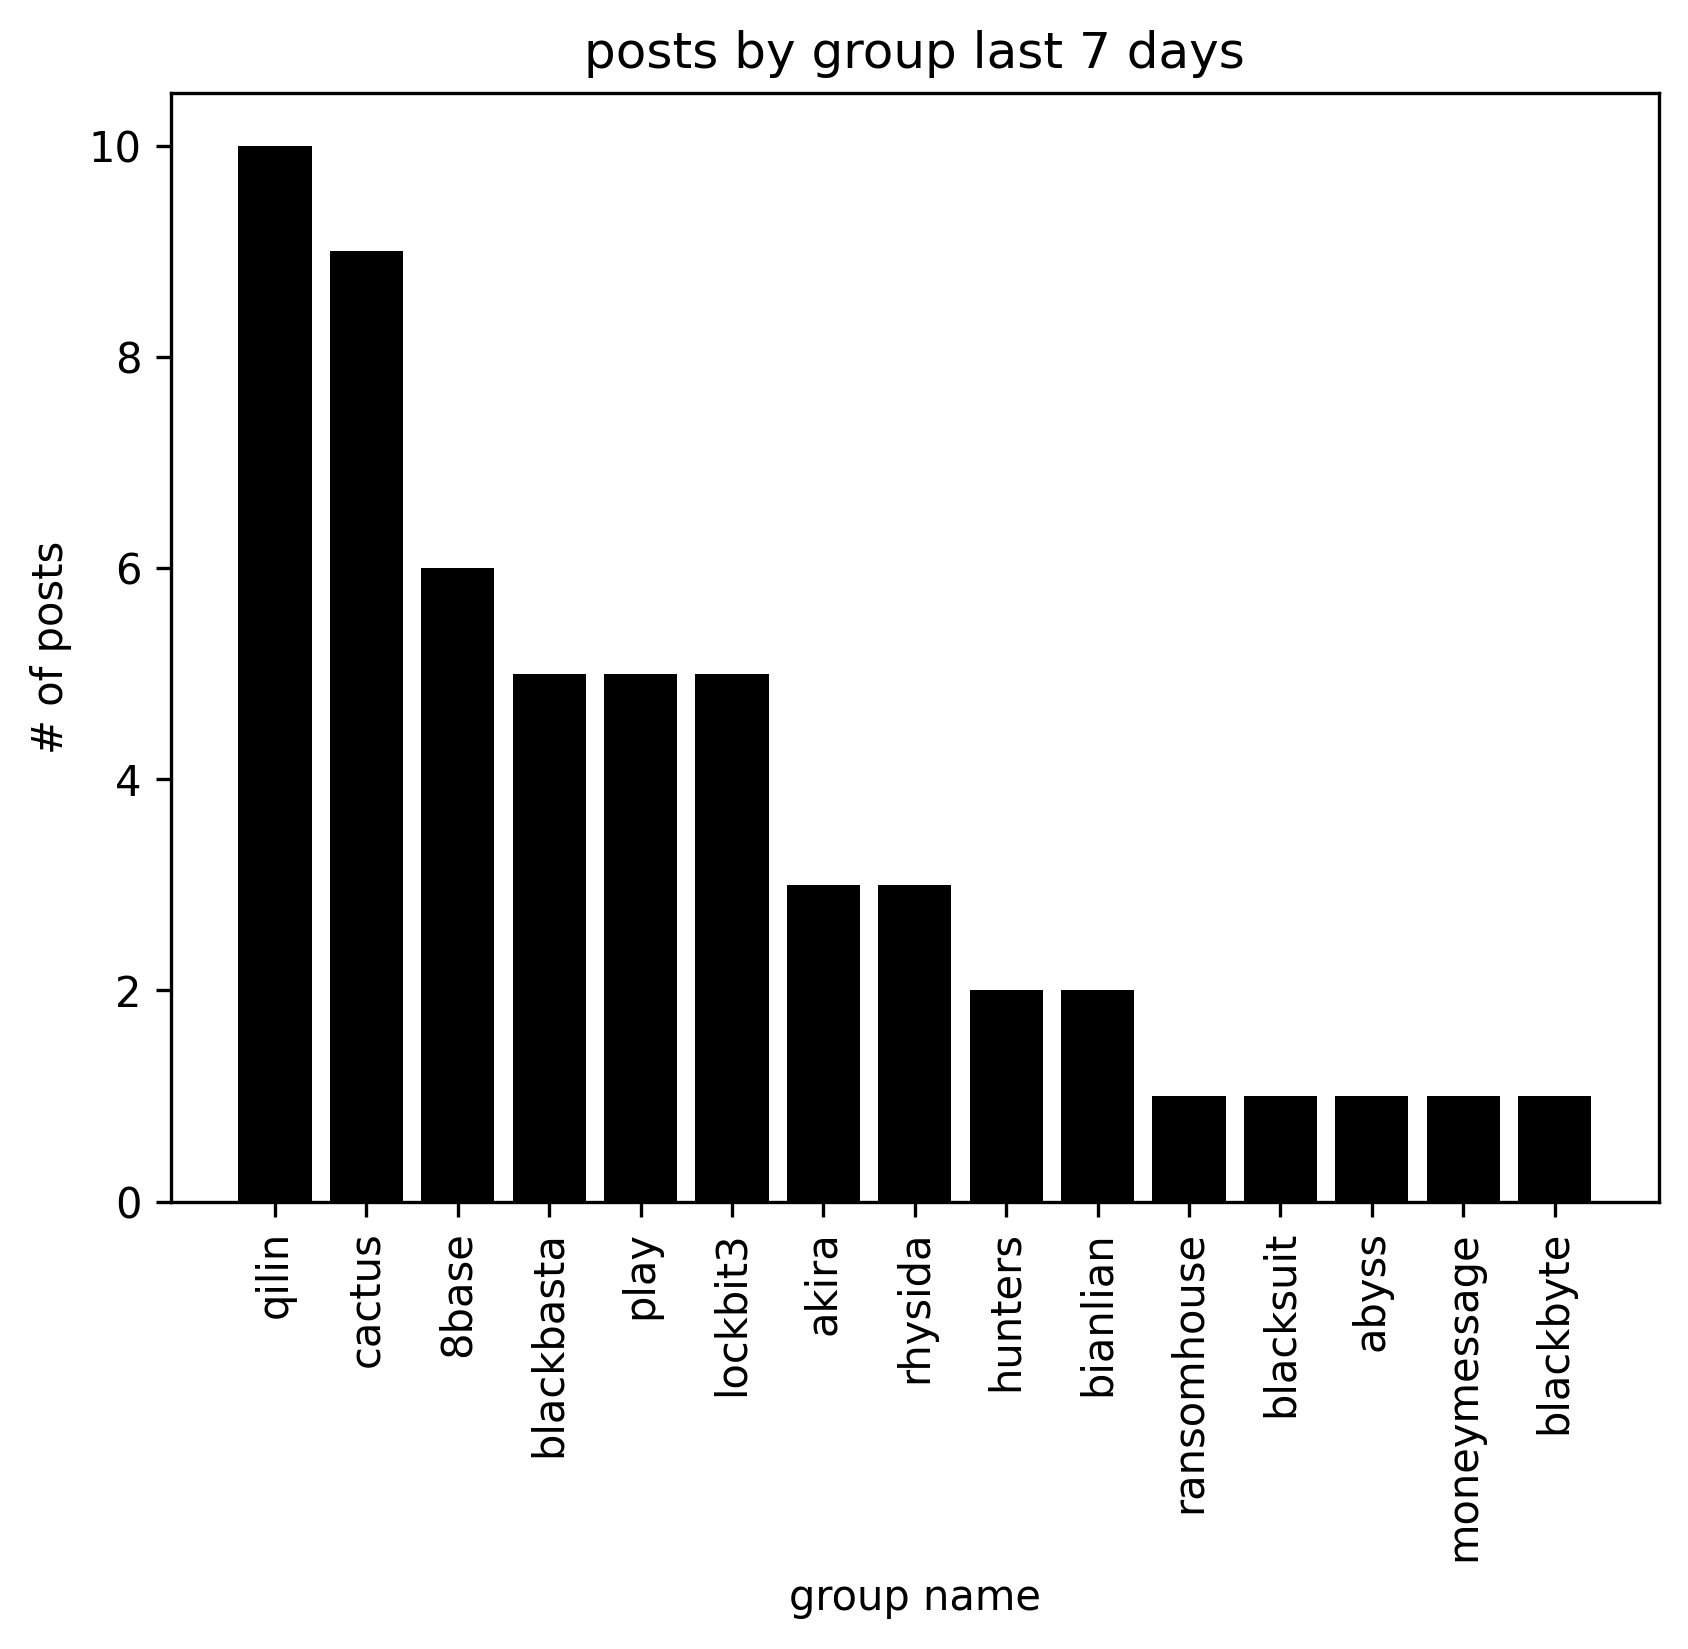 posts by group last 7 days
10
8
6
4
2
0
# of posts
qilin
cactus
8base
blackbasta
play
lockbit3
akira
rhysida
hunters
bianlian
ransomhouse
blacksuit
abyss
moneymessage
blackbyte
group name